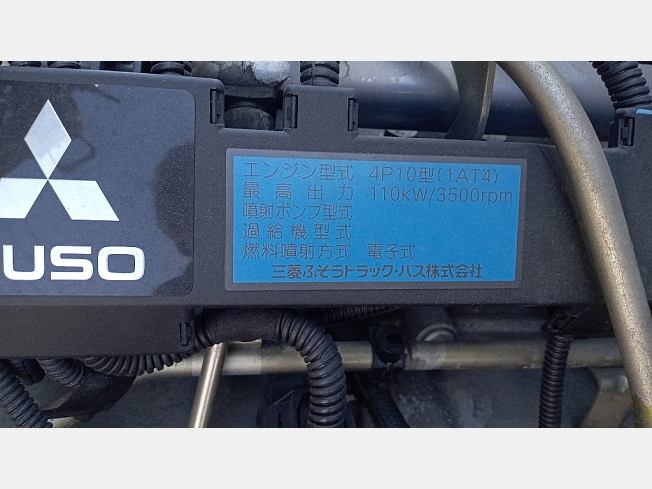 USO
エンジン型式 4P10型(1AT4)
最高出力 110kW/3500rpm
噴射ポンプ型式
過給機型式
燃料噴射方式 電子式
三菱ふそうトラック・バス株式会社